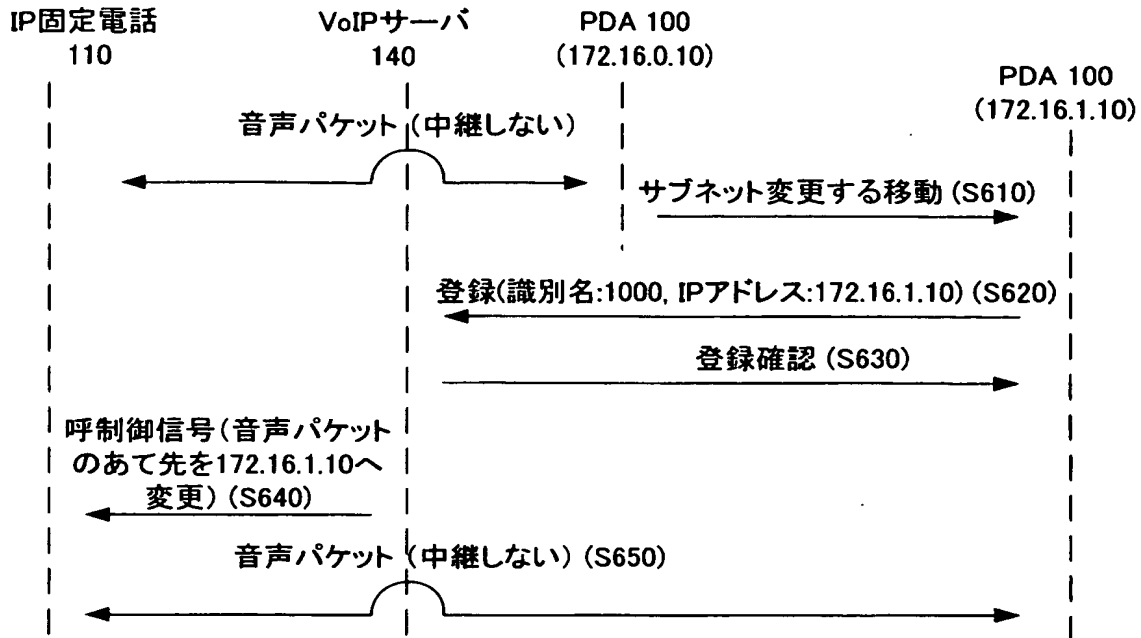 IP固定電話
110
VoIPサーバ
140
PDA 100
(172.16.0.10)
PDA 100
(172.16.1.10)
音声パケット (中継しない)
サブネット変更する移動 (S610)
登録(識別名:1000, IPアドレス:172.16.1.10) (S620)
登録確認 (S630)
呼制御信号(音声パケット
のあて先を172.16.1.10へ
変更) (S640)
音声パケット (中継しない) (S650)